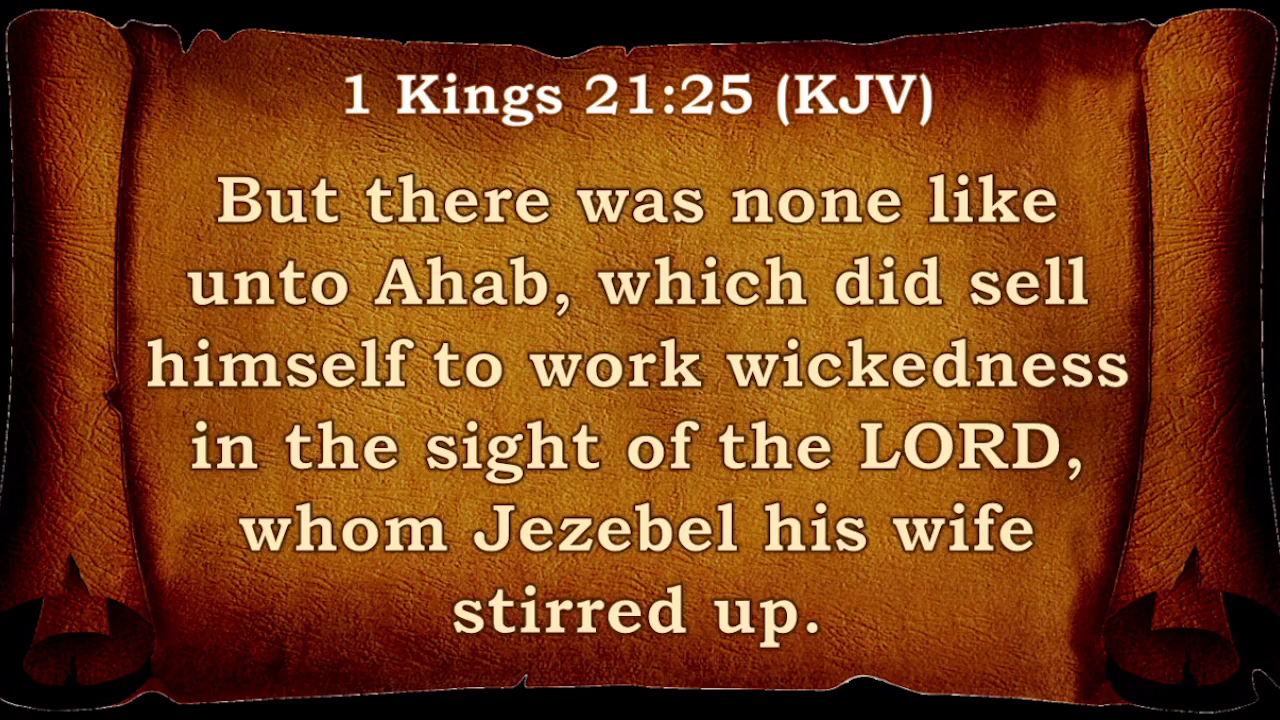 1 Kings 21:25 (KJV)
But there was none like
unto Ahab, which did sell
himself to work wickedness
in the sight of the LORD,
whom Jezebel his wife
stirred up.